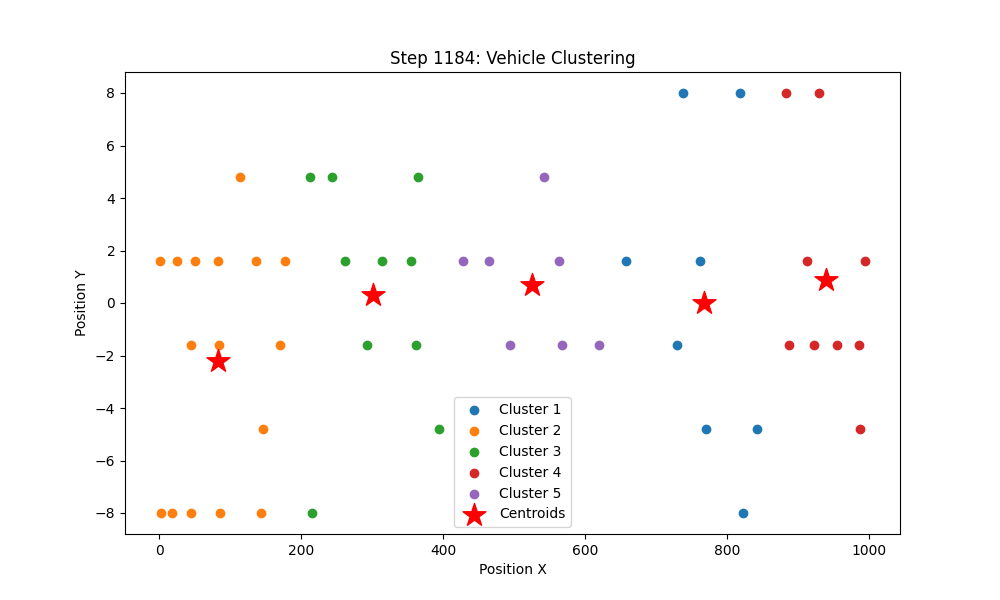 Step 1184: Vehicle Clustering
Position Y
8
6
4
2
0
−2
−4
−6
−8
Cluster 1
Cluster 2
Cluster 3
Cluster 4
Cluster 5
Centroids
0
200
400
600
800
1000
Position X